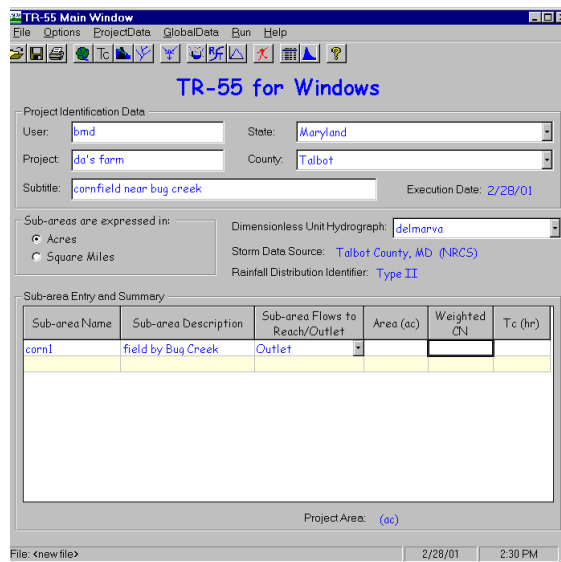 TR-55 Main Window
File Options ProjectData GlobalData Run Help
Tc RF
TR-55 for Windows
Project Identification Data
User: bmd State: Maryland
Project: da's farm County: Talbot
Subtitle: cornfield near bug creek Execution Date: 2/28/01
Sub-areas are expressed in:
Acres
Square Miles
Dimensionless Unit Hydrograph: delmarva
Storm Data Source: Talbot County, MD (NRCS)
Rainfall Distribution Identifier: Type II
Sub-area Entry and Summary
Sub-area Name Sub-area Description Sub-area Flows to Reach/Outlet Area (ac) Weighted CN Tc (hr)
corn1 field by Bug Creek Outlet
Project Area: (ac)
File: <new file> 2/28/01 2:30 PM